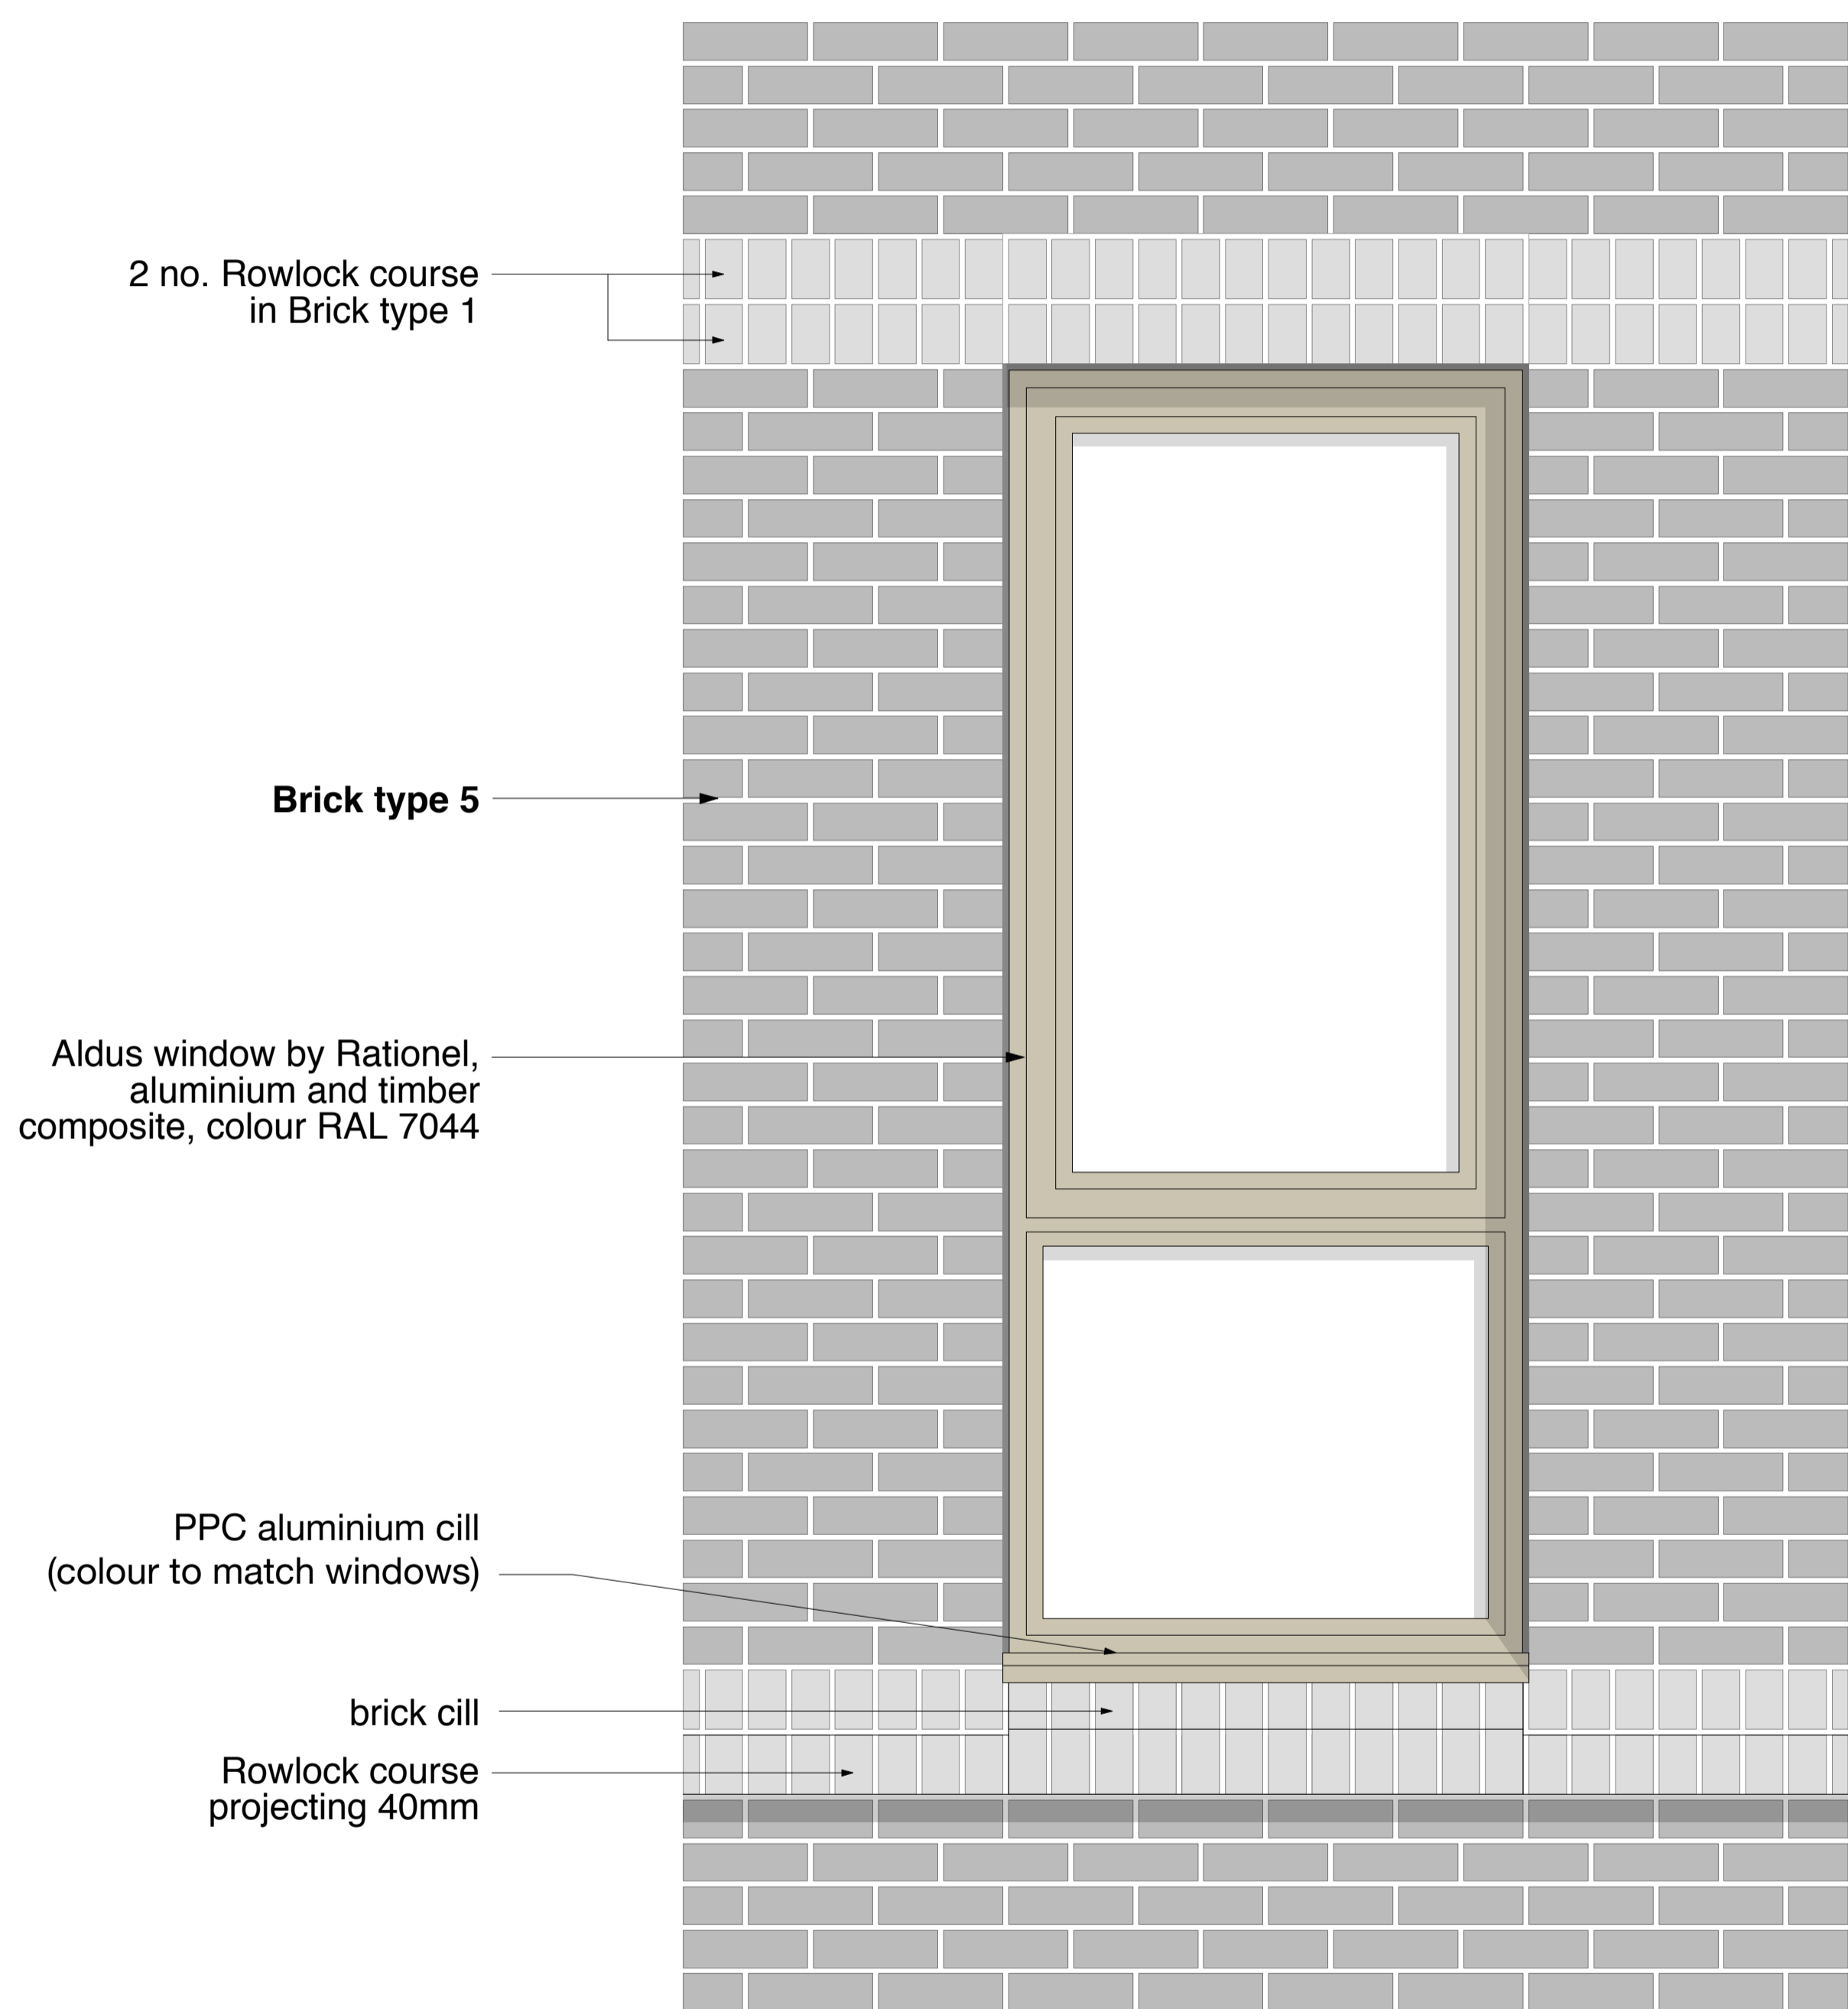 2 no. Rowlock course
in Brick type 1
Brick type 5
Aldus window by Rationel,
aluminium and timber
composite, colour RAL 7044
PPC aluminium cill
(colour to match windows)
brick cill
Rowlock course
projecting 40mm